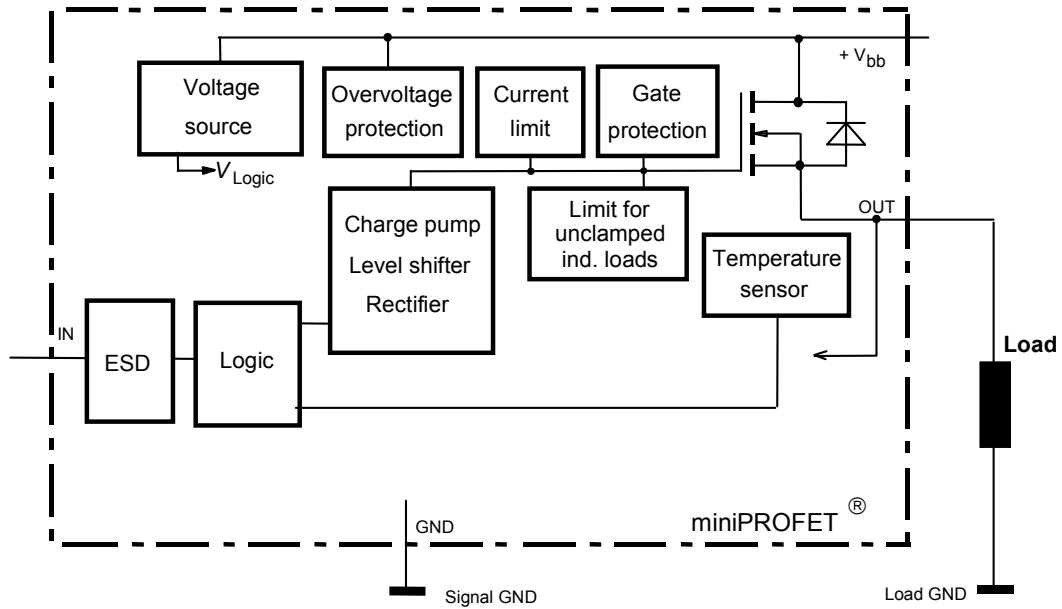 + Vbb
Voltage
source
Overvoltage
protection
Current
limit
Gate
protection
VLogic
Charge pump
Level shifter
Rectifier
Limit for
unclamped
ind. loads
OUT
Temperature
sensor
IN
ESD
Logic
Load
GND
miniPROFET ®
Signal GND
Load GND